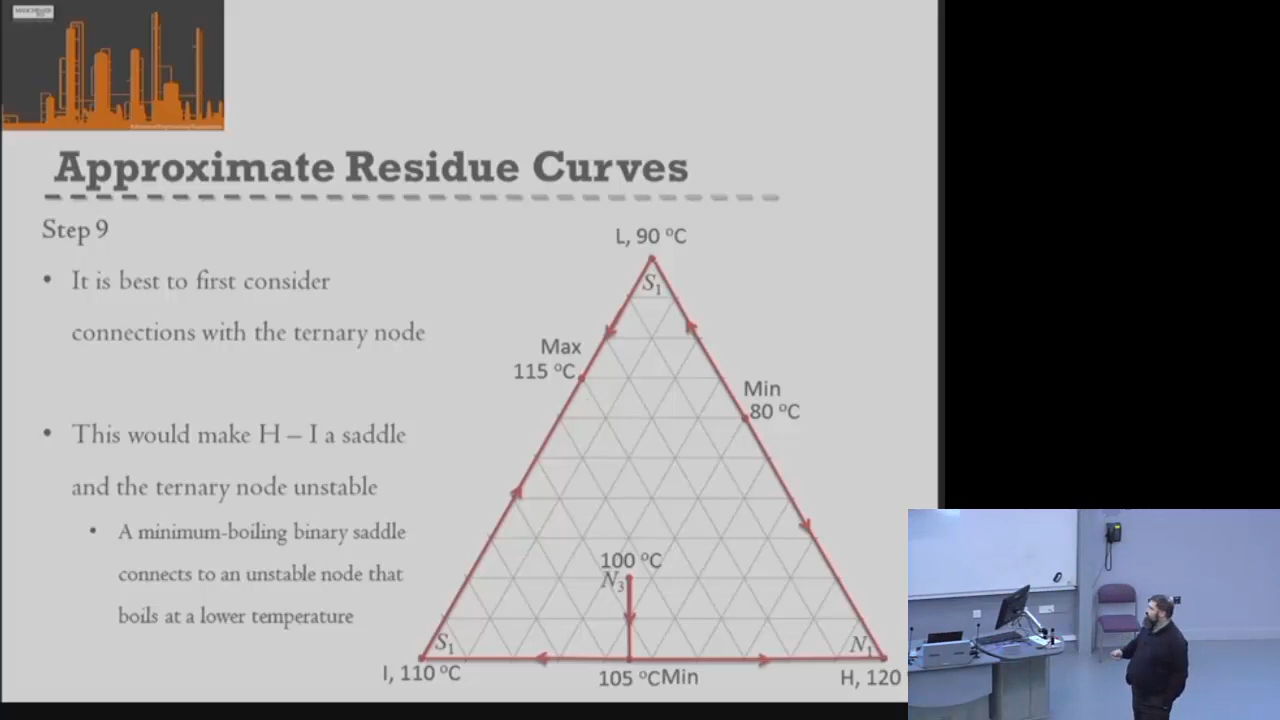 MANCHESTER
Approximate Residue Curves
Step 9
• It is best to first consider
connections with the ternary node
• This would make H – I a saddle
and the ternary node unstable
• A minimum-boiling binary saddle
connects to an unstable node that
boils at a lower temperature
L, 90 °C
S₁
Max
115 °C
Min
80 °C
100 °C
N₃
S₁
N₁
I, 110 °C
105 °C Min
H, 120